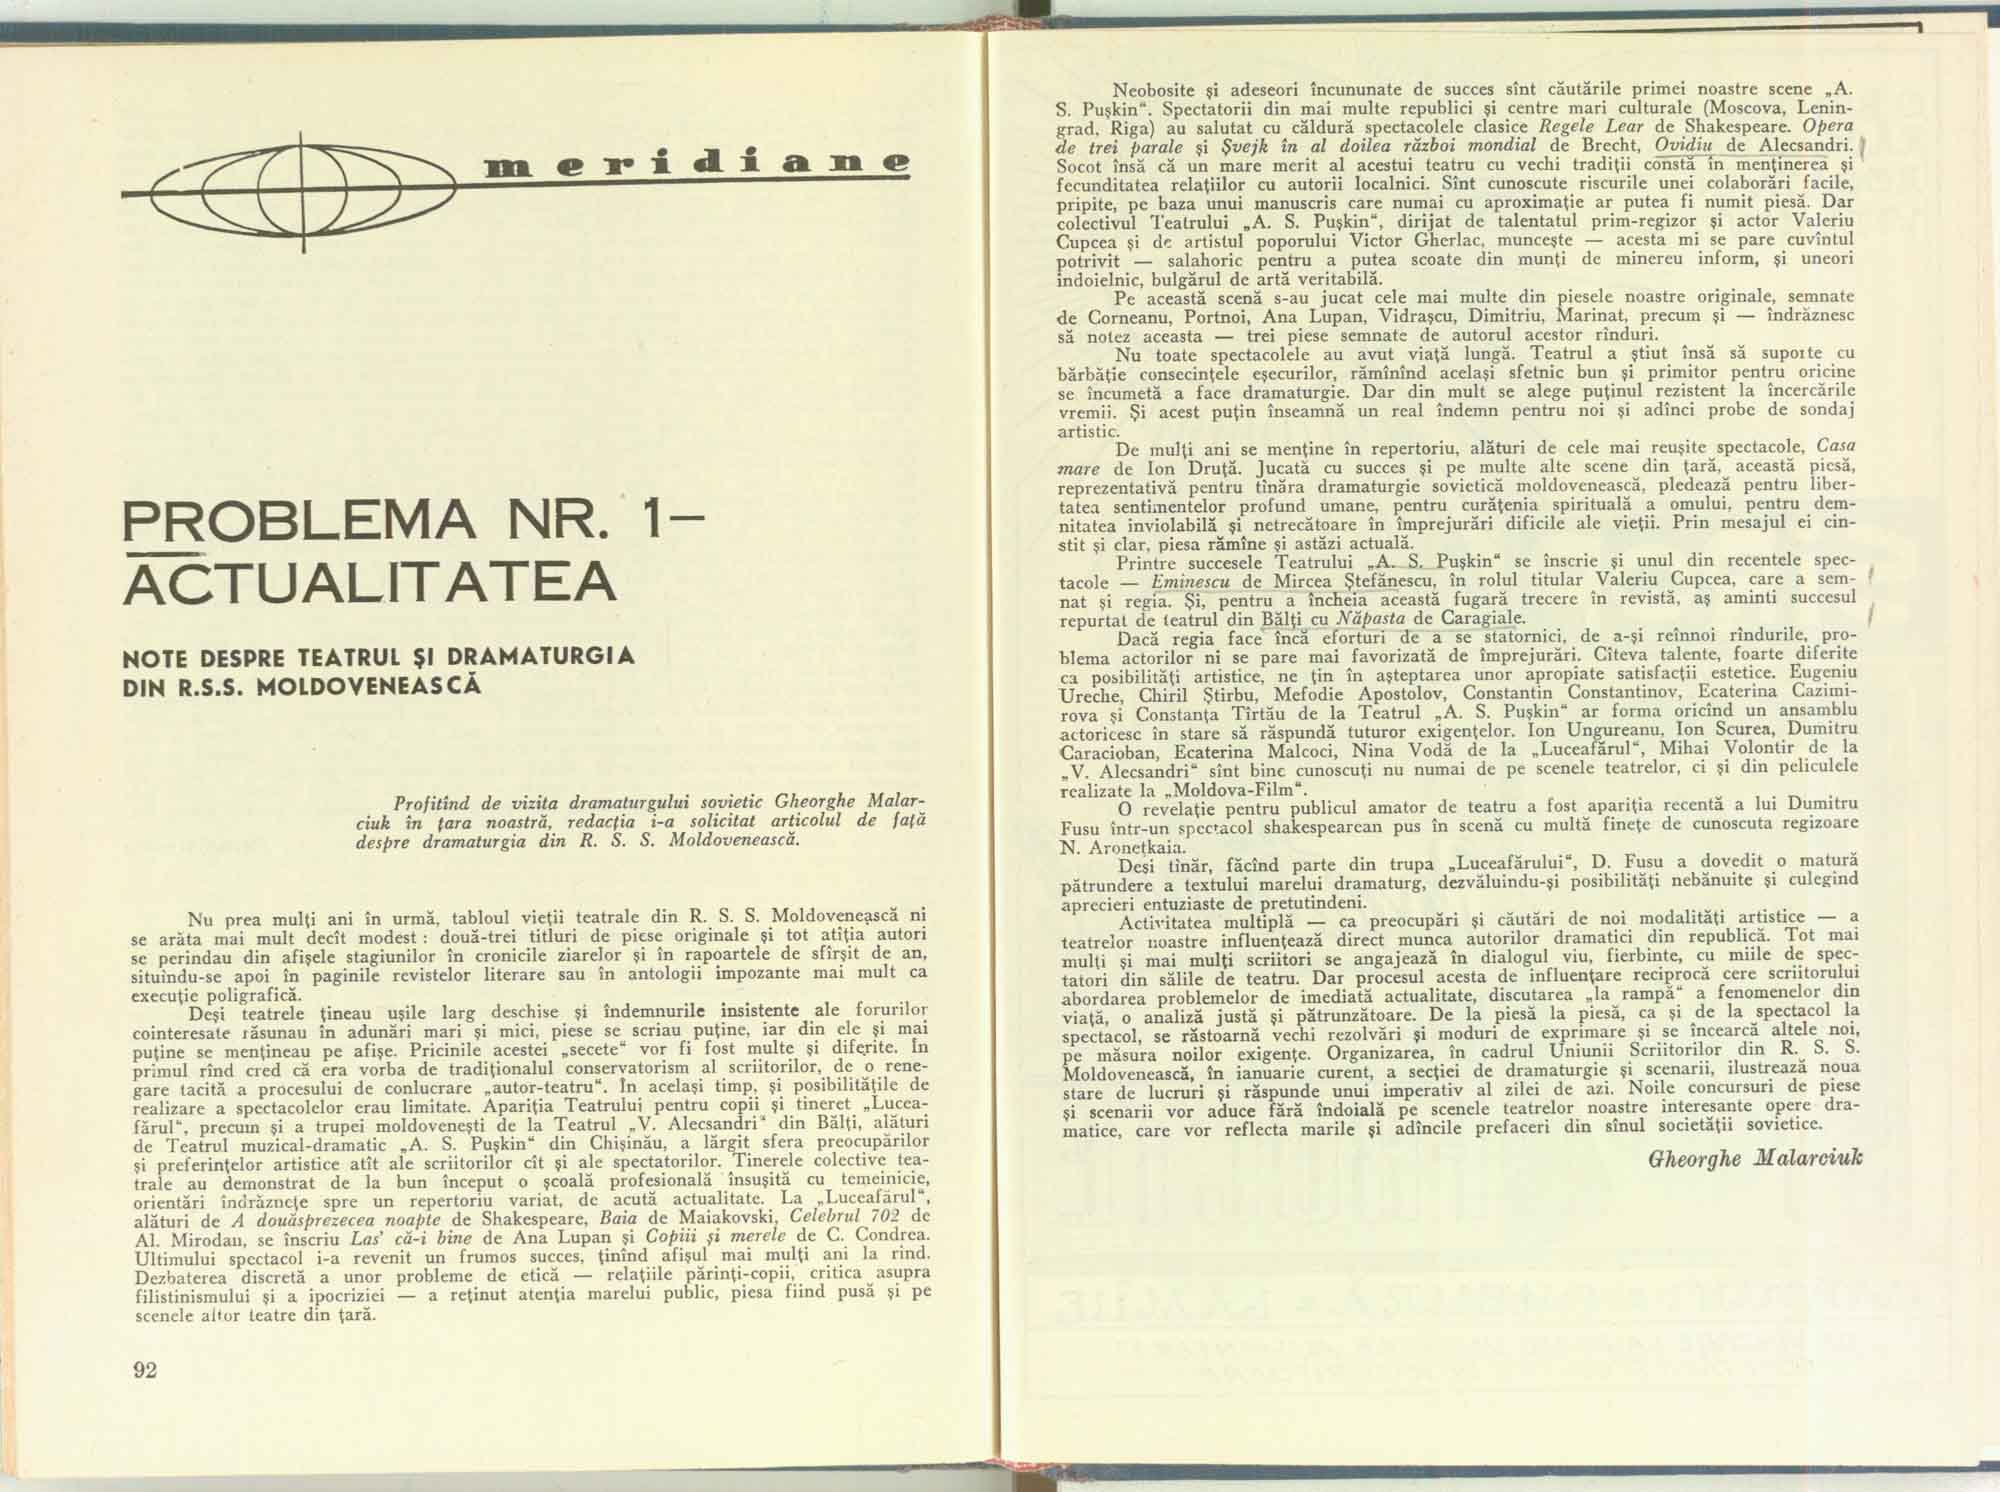 meridiane
PROBLEMA NR. 1—
ACTUALITATEA
NOTE DESPRE TEATRUL ŞI DRAMATURGIA
DIN R.S.S. MOLDOVENEASCĂ
Profitînd de vizita dramaturgului sovietic Gheorghe Malar-
ciuk în ţara noastră, redacţia i-a solicitat articolul de faţă
despre dramaturgia din R. S. S. Moldovenească.
Nu prea mulţi ani în urmă, tabloul vieţii teatrale din R. S. S. Moldovenească ni
se arăta mai mult decît modest : două-trei titluri de piese originale şi tot atîţia autori
se perindau din afişele stagiunilor în cronicile ziarelor şi în rapoartele de sfîrşit de an,
situindu-se apoi în paginile revistelor literare sau în antologii impozante mai mult ca
execuţie poligrafică.
Deşi teatrele ţineau uşile larg deschise şi îndemnurile insistente ale forurilor
cointeresate răsunau în adunări mari şi mici, piese se scriau puţine, iar din ele şi mai
puţine se menţineau pe afişe. Pricinile acestei „secete“ vor fi fost multe şi diferite. În
primul rînd cred că era vorba de tradiţionalul conservatorism al scriitorilor, de o rene-
gare tacită a procesului de conlucrare „autor-teatru“. În acelaşi timp, şi posibilităţile de
realizare a spectacolelor erau limitate. Apariţia Teatrului pentru copii şi tineret „Lucea-
fărul“, precum şi a trupei moldoveneşti de la Teatrul „V. Alecsandri“ din Bălţi, alături
de Teatrul muzical-dramatic „A. S. Puşkin“ din Chişinău, a lărgit sfera preocupărilor
şi preferinţelor artistice atît ale scriitorilor cît şi ale spectatorilor. Tinerele colective tea-
trale au demonstrat de la bun început o şcoală profesională însuşită cu temeinicie,
orientări îndrăzneţe spre un repertoriu variat, de acută actualitate. La „Luceafărul“,
alături de A douăsprezecea noapte de Shakespeare, Baia de Maiakovski, Celebrul 702 de
Al. Mirodan, se înscriu Las' că-i bine de Ana Lupan şi Copiii şi merele de C. Condrea.
Ultimului spectacol i-a revenit un frumos succes, ţinînd afişul mai mulţi ani la rînd.
Dezbaterea discretă a unor probleme de etică — relaţiile părinţi-copii, critica asupra
filistinismului şi a ipocriziei — a reţinut atenţia marelui public, piesa fiind pusă şi pe
scenele altor teatre din ţară.
92
Neobosite şi adeseori încununate de succes sînt căutările primei noastre scene „A.
S. Puşkin“. Spectatorii din mai multe republici şi centre mari culturale (Moscova, Lenin-
grad, Riga) au salutat cu căldură spectacolele clasice Regele Lear de Shakespeare. Opera
de trei parale şi Şvejk în al doilea război mondial de Brecht, Ovidiu de Alecsandri.
Socot însă că un mare merit al acestui teatru cu vechi tradiţii constă în menţinerea şi
fecunditatea relaţiilor cu autorii localnici. Sînt cunoscute riscurile unei colaborări facile,
pripite, pe baza unui manuscris care numai cu aproximaţie ar putea fi numit piesă. Dar
colectivul Teatrului „A. S. Puşkin“, dirijat de talentatul prim-regizor şi actor Valeriu
Cupcea şi de artistul poporului Victor Gherlac, munceşte — acesta mi se pare cuvîntul
potrivit — salahoric pentru a putea scoate din munţi de minereu inform, şi uneori
îndoielnic, bulgărul de artă veritabilă.
Pe această scenă s-au jucat cele mai multe din piesele noastre originale, semnate
de Corneanu, Portnoi, Ana Lupan, Vidraşcu, Dimitriu, Marinat, precum şi — îndrăznesc
să notez aceasta — trei piese semnate de autorul acestor rînduri.
Nu toate spectacolele au avut viaţă lungă. Teatrul a ştiut însă să suporte cu
bărbăţie consecinţele eşecurilor, rămînînd acelaşi sfetnic bun şi primitor pentru oricine
se încumetă a face dramaturgie. Dar din mult se alege puţinul rezistent la încercările
vremii. Şi acest puţin înseamnă un real îndemn pentru noi şi adînci probe de sondaj
artistic.
De mulţi ani se menţine în repertoriu, alături de cele mai reuşite spectacole, Casa
mare de Ion Druţă. Jucată cu succes şi pe multe alte scene din ţară, această piesă,
reprezentativă pentru tînăra dramaturgie sovietică moldovenească, pledează pentru liber-
tatea sentimentelor profund umane, pentru curăţenia spirituală a omului, pentru dem-
nitatea inviolabilă şi netrecătoare în împrejurări dificile ale vieţii. Prin mesajul ei cin-
stit şi clar, piesa rămîne şi astăzi actuală.
Printre succesele Teatrului „A. S. Puşkin“ se înscrie şi unul din recentele spec-
tacole — Eminescu de Mircea Ştefănescu, în rolul titular Valeriu Cupcea, care a sem-
nat şi regia. Şi, pentru a încheia această fugară trecere în revistă, aş aminti succesul
repurtat de teatrul din Bălţi cu Năpasta de Caragiale.
Dacă regia face încă eforturi de a se statornici, de a-şi reînnoi rîndurile, pro-
blema actorilor ni se pare mai favorizată de împrejurări. Cîteva talente, foarte diferite
ca posibilităţi artistice, ne ţin în aşteptarea unor apropiate satisfacţii estetice. Eugeniu
Ureche, Chiril Ştirbu, Mefodie Apostolov, Constantin Constantinov, Ecaterina Cazimi-
rova şi Constanţa Tîrtău de la Teatrul „A. S. Puşkin“ ar forma oricînd un ansamblu
actoricesc în stare să răspundă tuturor exigenţelor. Ion Ungureanu, Ion Scurea, Dumitru
Caracioban, Ecaterina Malcoci, Nina Vodă de la „Luceafărul“, Mihai Volontir de la
„V. Alecsandri“ sînt bine cunoscuţi nu numai de pe scenele teatrelor, ci şi din peliculele
realizate la „Moldova-Film“.
O revelaţie pentru publicul amator de teatru a fost apariţia recentă a lui Dumitru
Fusu într-un spectacol shakespearean pus în scenă cu multă fineţe de cunoscuta regizoare
N. Aroneţkaia.
Deşi tînăr, făcînd parte din trupa „Luceafărului“, D. Fusu a dovedit o matură
pătrundere a textului marelui dramaturg, dezvăluindu-şi posibilităţi nebănuite şi culegind
aprecieri entuziaste de pretutindeni.
Activitatea multiplă — ca preocupări şi căutări de noi modalităţi artistice — a
teatrelor noastre influenţează direct munca autorilor dramatici din republică. Tot mai
mulţi şi mai mulţi scriitori se angajează în dialogul viu, fierbinte, cu miile de spec-
tatori din sălile de teatru. Dar procesul acesta de influenţare reciprocă cere scriitorului
abordarea problemelor de imediată actualitate, discutarea „la rampă“ a fenomenelor din
viaţă, o analiză justă şi pătrunzătoare. De la piesă la piesă, ca şi de la spectacol la
spectacol, se răstoarnă vechi rezolvări şi moduri de exprimare şi se încearcă altele noi,
pe măsura noilor exigenţe. Organizarea, în cadrul Uniunii Scriitorilor din R. S. S.
Moldovenească, în ianuarie curent, a secţiei de dramaturgie şi scenarii, ilustrează noua
stare de lucruri şi răspunde unui imperativ al zilei de azi. Noile concursuri de piese
şi scenarii vor aduce fără îndoială pe scenele teatrelor noastre interesante opere dra-
matice, care vor reflecta marile şi adîncile prefaceri din sînul societăţii sovietice.
Gheorghe Malarciuk